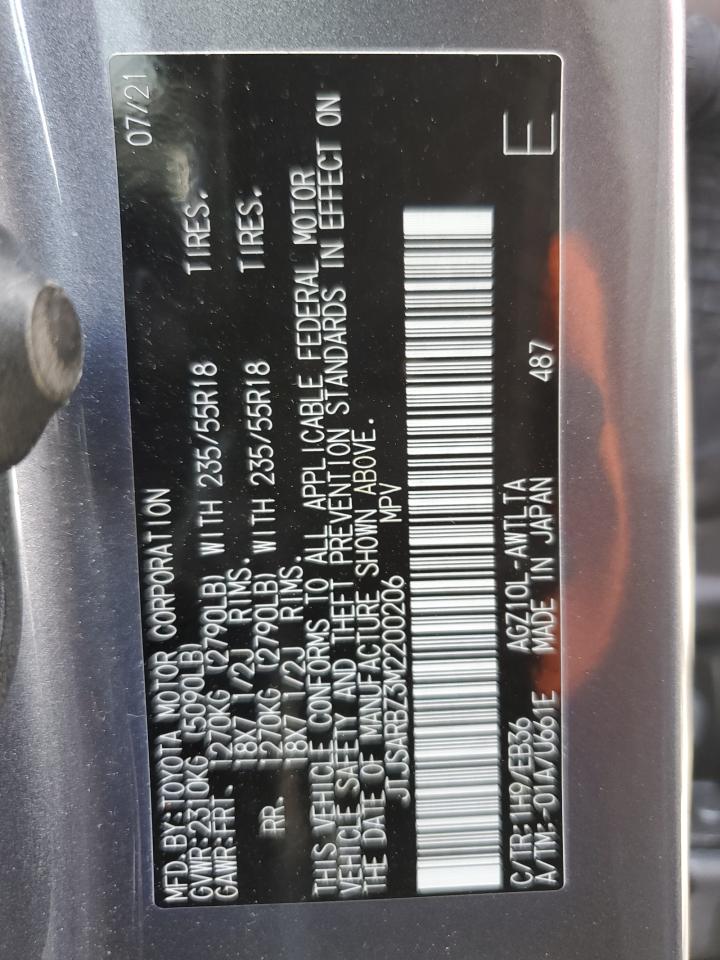 MFD.BY:TOYOTA MOTOR CORPORATION 07/21
GVWR:2310KG (5090LB)
GAWR:FRT. 1270KG (2790LB) WITH 235/55R18 TIRES.
18X7 1/2J RIMS.
RR. 1270KG (2790LB) WITH 235/55R18 TIRES.
18X7 1/2J RIMS.
THIS VEHICLE CONFORMS TO ALL APPLICABLE FEDERAL MOTOR
VEHICLE SAFETY AND THEFT PREVENTION STANDARDS IN EFFECT ON
THE DATE OF MANUFACTURE SHOWN ABOVE.
JTJSARBZ3M2200206 MPV
C/TR:1H9/EB36 AGZ10L-AWTLTA
A/TM:-01A/U661E MADE IN JAPAN 487 E